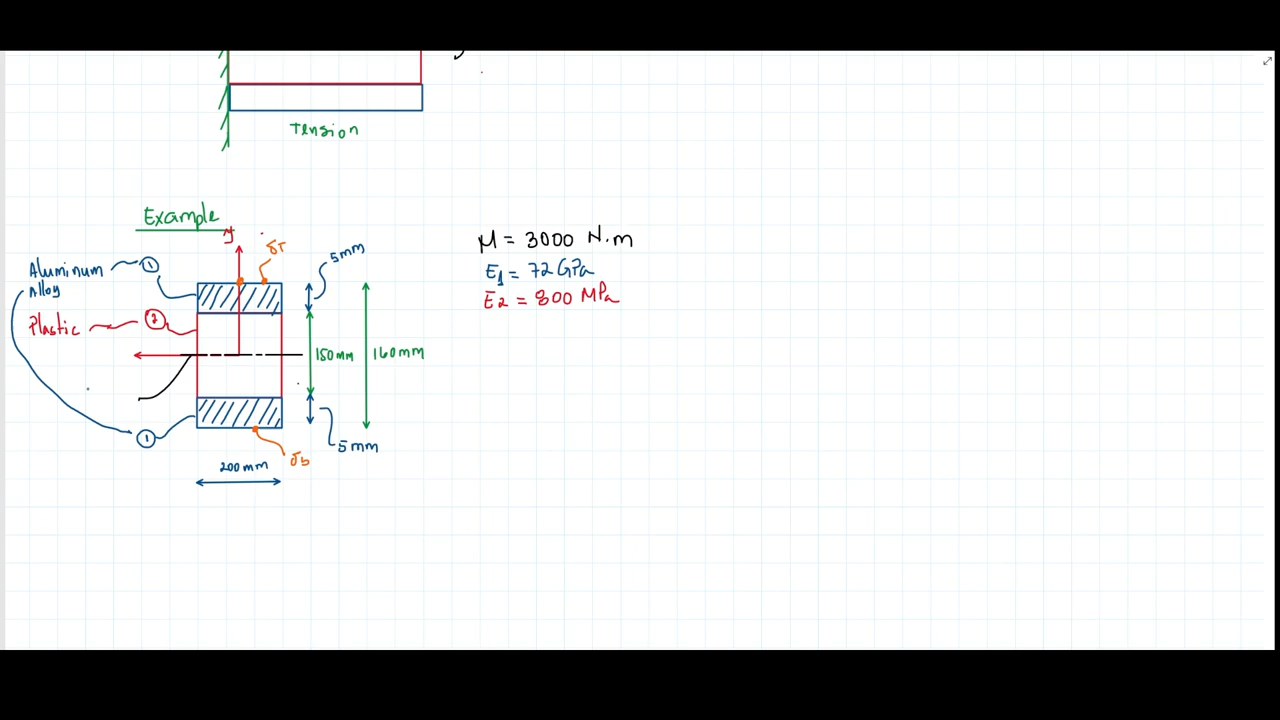 Tension
Example
y
σT
5mm
Aluminum
Alloy
1
Plastic
2
150mm
160mm
1
5mm
σb
200mm
M = 3000 N.m
E1 = 72 GPa
E2 = 800 MPa